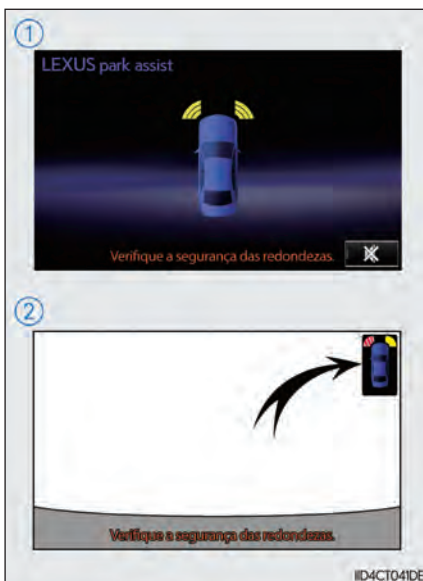 1
LEXUS park assist
Verifique a segurança das redondezas.
2
Verifique a segurança das redondezas.
IID4CT041DE